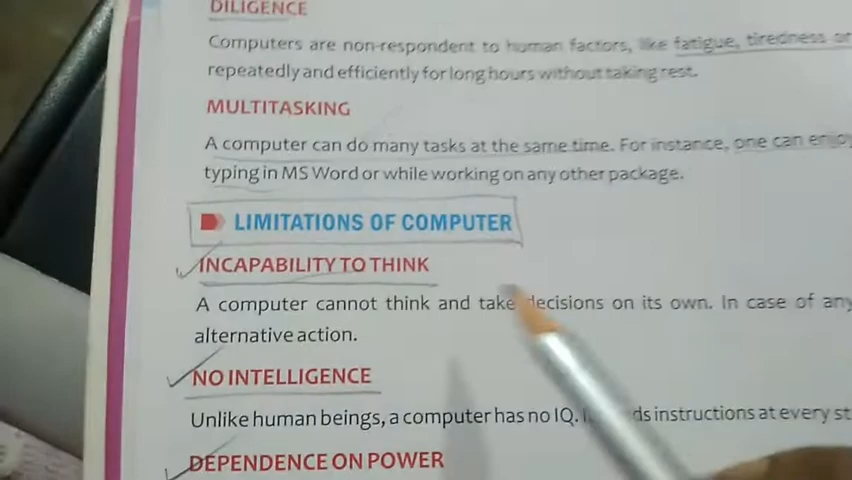 DILIGENCE
Computers are non-respondent to human factors, like fatigue, tiredness or
repeatedly and efficiently for long hours without taking rest.
MULTITASKING
A computer can do many tasks at the same time. For instance, one can enjoy
typing in MS Word or while working on any other package.
LIMITATIONS OF COMPUTER
INCAPABILITY TO THINK
A computer cannot think and take decisions on its own. In case of any
alternative action.
NO INTELLIGENCE
Unlike human beings, a computer has no IQ. instructions at every
DEPENDENCE ON POWER